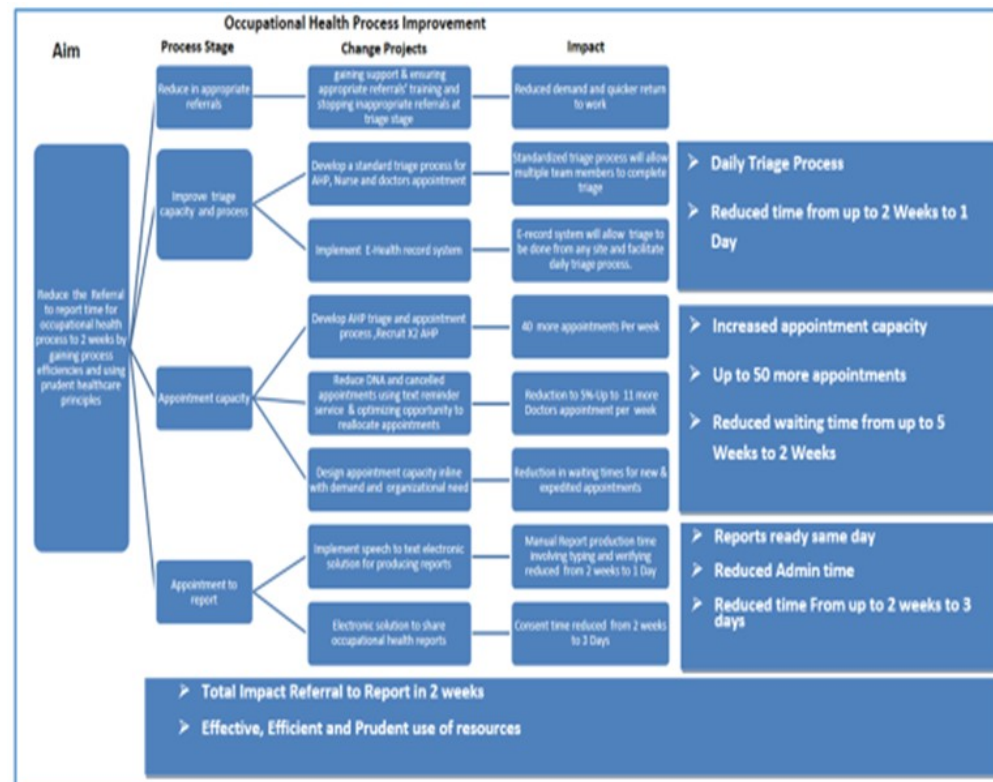 Occupational Health Process Improvement
Aim
Process Stage
Change Projects
Impact
Reduce the Referral
to report time for
occupational health
process to 2 weeks by
gaining process
efficiencies and using
prudent healthcare
principles
Reduce in appropriate
referrals
gaining support & ensuring
appropriate referrals' training and
stopping inappropriate referrals at
triage stage
Reduced demand and quicker return
to work
Improve triage
capacity and process
Develop a standard triage process for
AHP, Nurse and doctors appointment
Standardized triage process will allow
multiple team members to complete
triage
Implement E-Health record system
E-record system will allow triage to
be done from any site and facilitate
daily triage process.
➢ Daily Triage Process
➢ Reduced time from up to 2 Weeks to 1
Day
Appointment capacity
Develop AHP triage and appointment
process ,Recruit X2 AHP
40 more appointments Per week
Reduce DNA and cancelled
appointments using text reminder
service & optimizing opportunity to
reallocate appointments
Reduction to 5%-Up to 11 more
Doctors appointment per week
Design appointment capacity inline
with demand and organizational need
Reduction in waiting times for new &
expedited appointments
➢ Increased appointment capacity
➢ Up to 50 more appointments
➢ Reduced waiting time from up to 5
Weeks to 2 Weeks
Appointment to
report
Implement speech to text electronic
solution for producing reports
Manual Report production time
involving typing and verifying
reduced from 2 weeks to 1 Day
Electronic solution to share
occupational health reports
Consent time reduced from 2 weeks
to 3 Days
➢ Reports ready same day
➢ Reduced Admin time
➢ Reduced time From up to 2 weeks to 3
days
➢ Total Impact Referral to Report in 2 weeks
➢ Effective, Efficient and Prudent use of resources